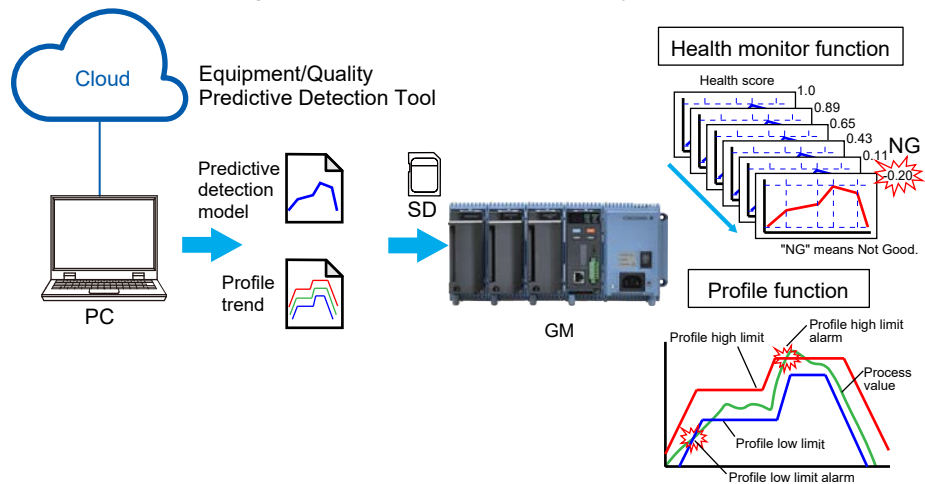 Cloud
Equipment/Quality
Predictive Detection Tool
Predictive
detection
model
Profile
trend
PC
SD
GM
YOKOGAWA
Health monitor function
Health score
1.0
0.89
0.65
0.43
0.11
NG
-0.20
"NG" means Not Good.
Profile function
Profile high limit
alarm
Profile high limit
Process
value
Profile low limit
Profile low limit alarm